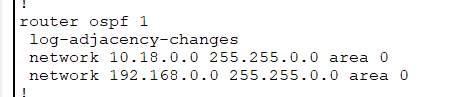 !
router ospf 1
log-adjacency-changes
network 10.18.0.0 255.255.0.0 area 0
network 192.168.0.0 255.255.0.0 area 0
!